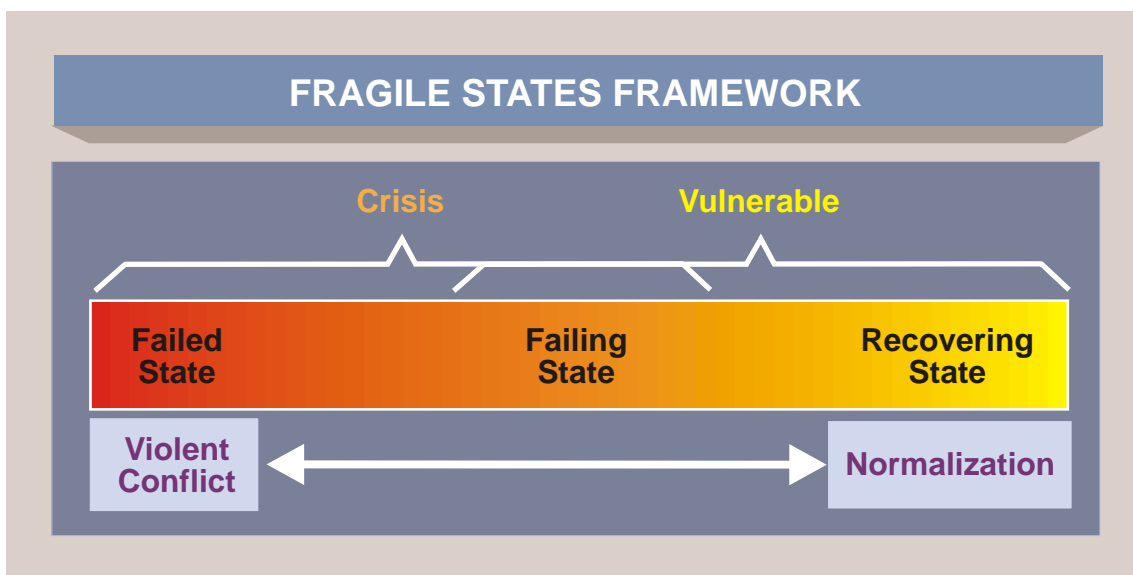 FRAGILE STATES FRAMEWORK
Crisis
Vulnerable
Failed
State
Failing
State
Recovering
State
Violent
Conflict
Normalization